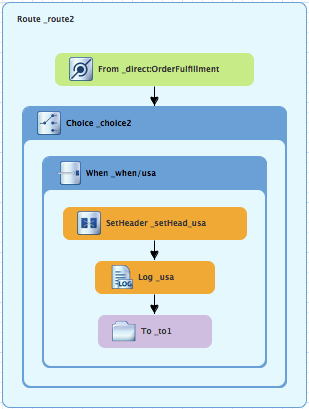 Route _route2
From _direct:OrderFulfillment
Choice _choice2
When _when/usa
SetHeader _setHead_usa
LOG
Log _usa
To _to1